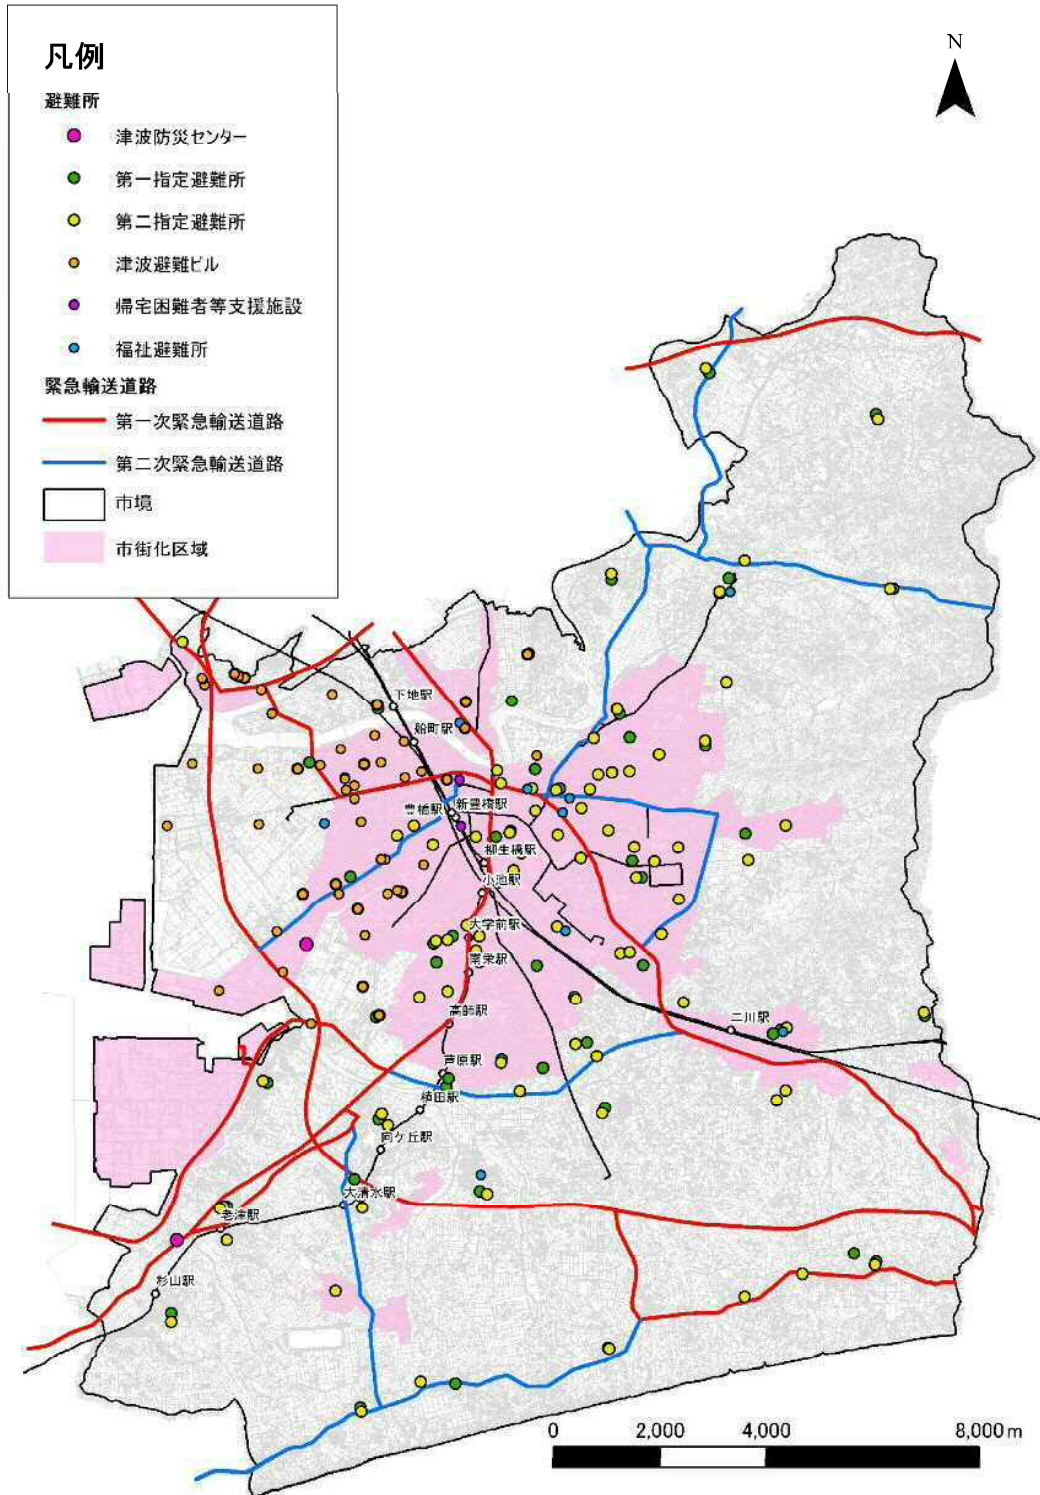 凡例
避難所
津波防災センター
第一指定避難所
第二指定避難所
津波避難ビル
帰宅困難者等支援施設
福祉避難所
緊急輸送道路
第一次緊急輸送道路
第二次緊急輸送道路
市境
市街化区域
N
下地駅
船町駅
豊橋駅
新豊橋駅
柳生橋駅
小池駅
大学前駅
南栄駅
高師駅
二川駅
芦原駅
植田駅
向ケ丘駅
大清水駅
老津駅
杉山駅
0 2,000 4,000 8,000 m